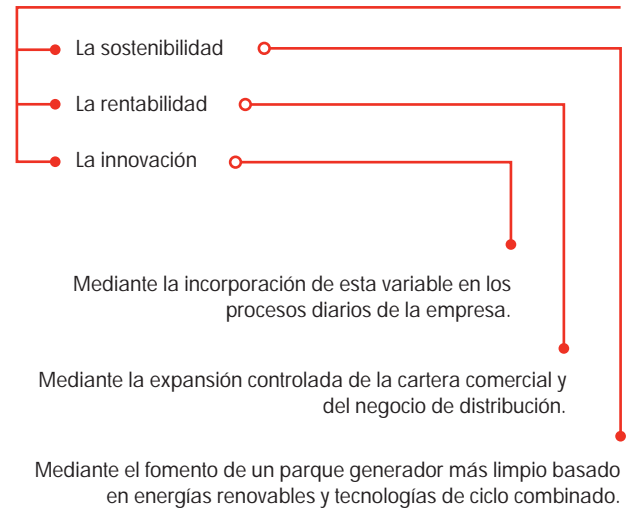 La sostenibilidad
La rentabilidad
La innovación
Mediante la incorporación de esta variable en los
procesos diarios de la empresa.
Mediante la expansión controlada de la cartera comercial y
del negocio de distribución.
Mediante el fomento de un parque generador más limpio basado
en energías renovables y tecnologías de ciclo combinado.